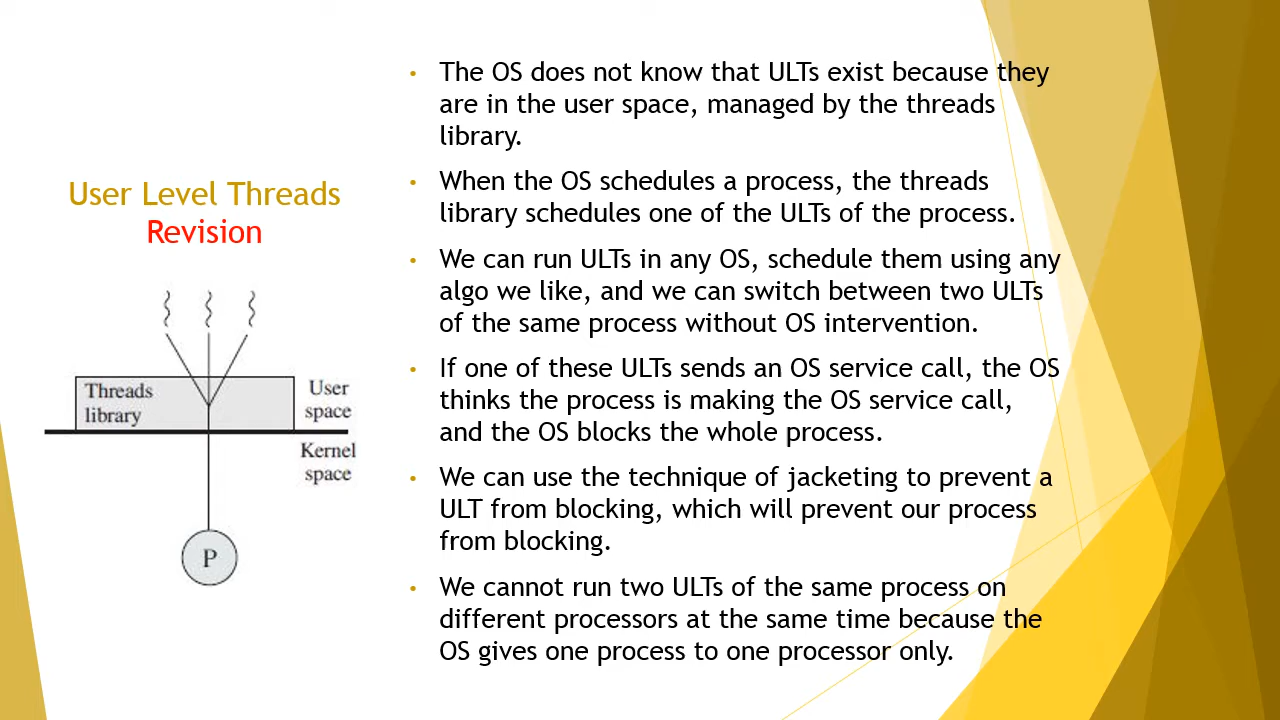 User Level Threads
Revision
Threads
library
User
space
Kernel
space
P
• The OS does not know that ULTs exist because they
are in the user space, managed by the threads
library.
• When the OS schedules a process, the threads
library schedules one of the ULTs of the process.
• We can run ULTs in any OS, schedule them using any
algo we like, and we can switch between two ULTs
of the same process without OS intervention.
• If one of these ULTs sends an OS service call, the OS
thinks the process is making the OS service call,
and the OS blocks the whole process.
• We can use the technique of jacketing to prevent a
ULT from blocking, which will prevent our process
from blocking.
• We cannot run two ULTs of the same process on
different processors at the same time because the
OS gives one process to one processor only.